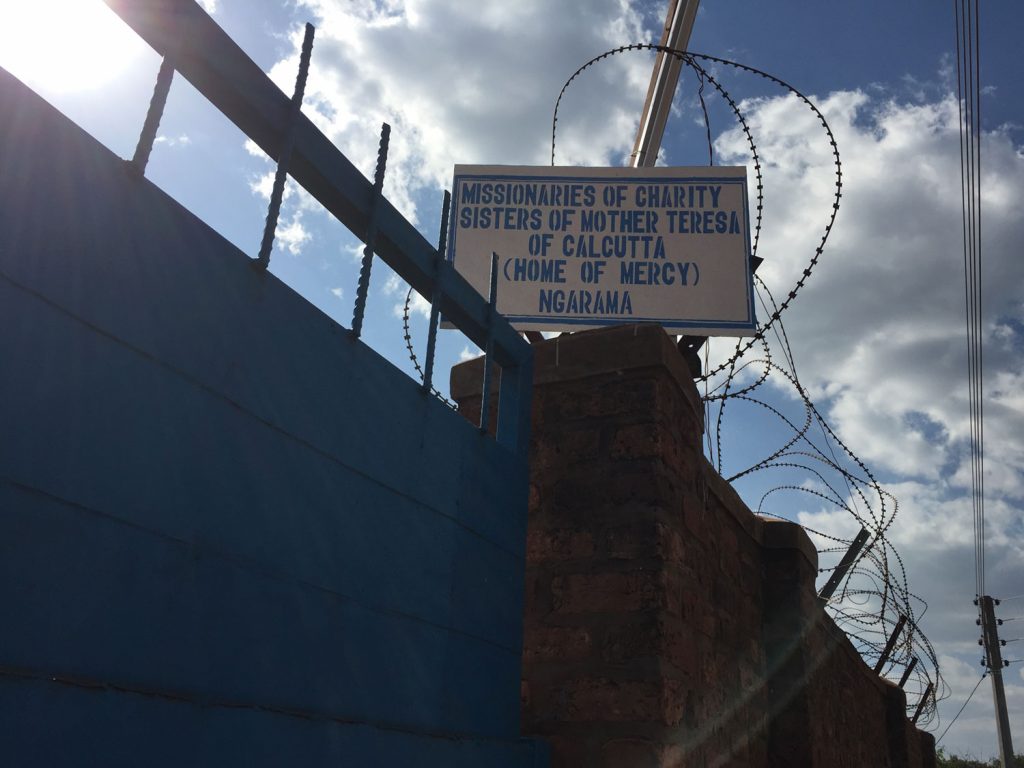 MISSIONARIES OF CHARITY
SISTERS OF MOTHER TERESA
OF CALCUTTA
(HOME OF MERCY)
NGARAMA